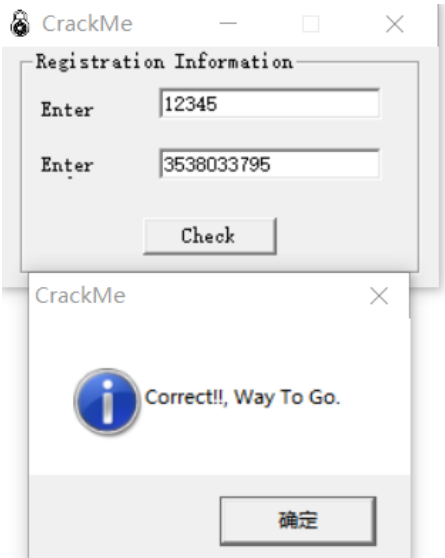 CrackMe
Registration Information
Enter 12345
Enter 3538033795
Check
CrackMe
Correct!!, Way To Go.
确定